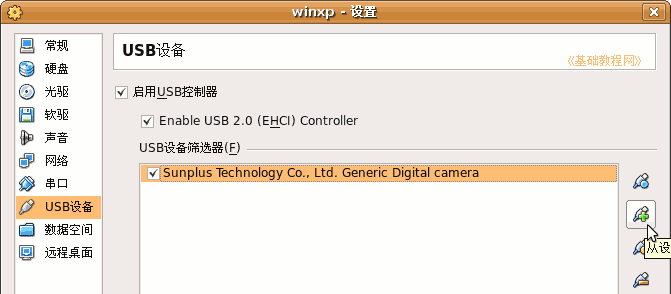 winxp - 设置
常规
硬盘
光驱
软驱
声音
网络
串口
USB设备
数据空间
远程桌面
USB设备
《基础教程网》
启用USB控制器
Enable USB 2.0 (EHCI) Controller
USB设备筛选器(F)
Sunplus Technology Co., Ltd. Generic Digital camera
从设